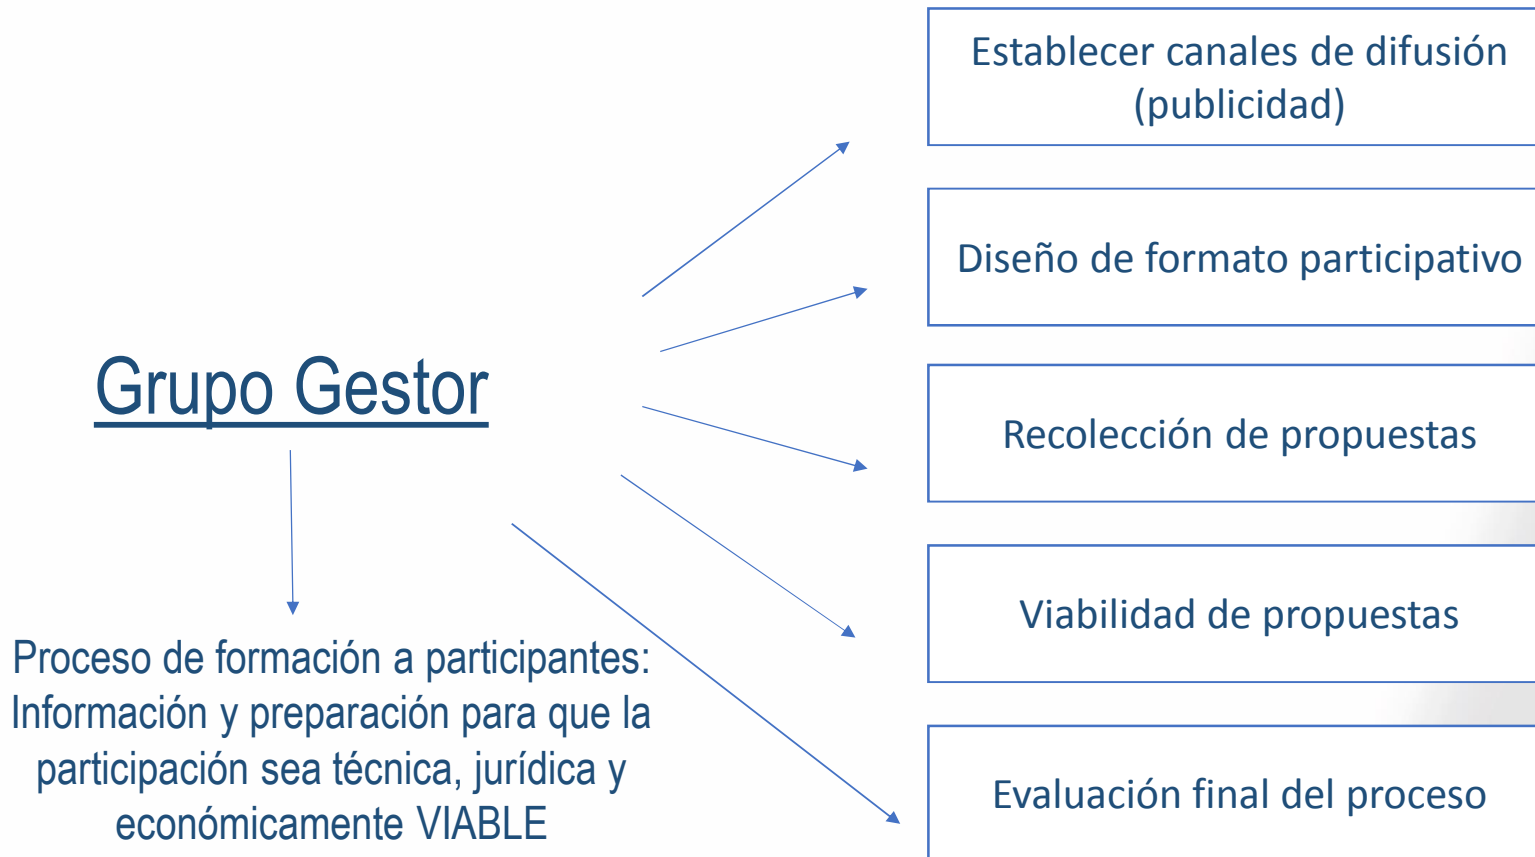 Establecer canales de difusión
(publicidad)
Diseño de formato participativo
Grupo Gestor
Recolección de propuestas
Viabilidad de propuestas
Proceso de formación a participantes:
Información y preparación para que la
participación sea técnica, jurídica y
económicamente VIABLE
Evaluación final del proceso